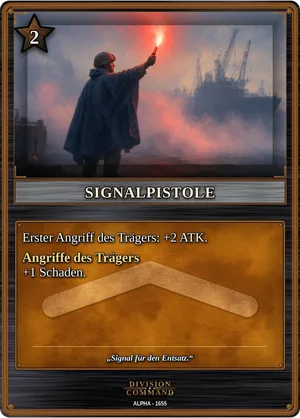 2
SIGNALPISTOLE
Erster Angriff des Trägers: +2 ATK.
Angriffe des Trägers
+1 Schaden.
„Signal für den Entsatz.“
DIVISION
COMMAND
ALPHA - 1655